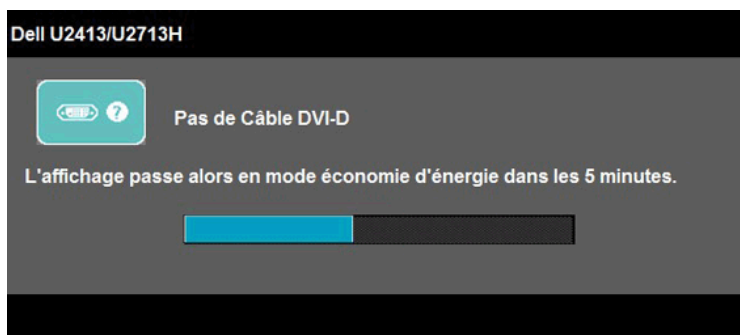 Dell U2413/U2713H
Pas de Câble DVI-D
L'affichage passe alors en mode économie d'énergie dans les 5 minutes.